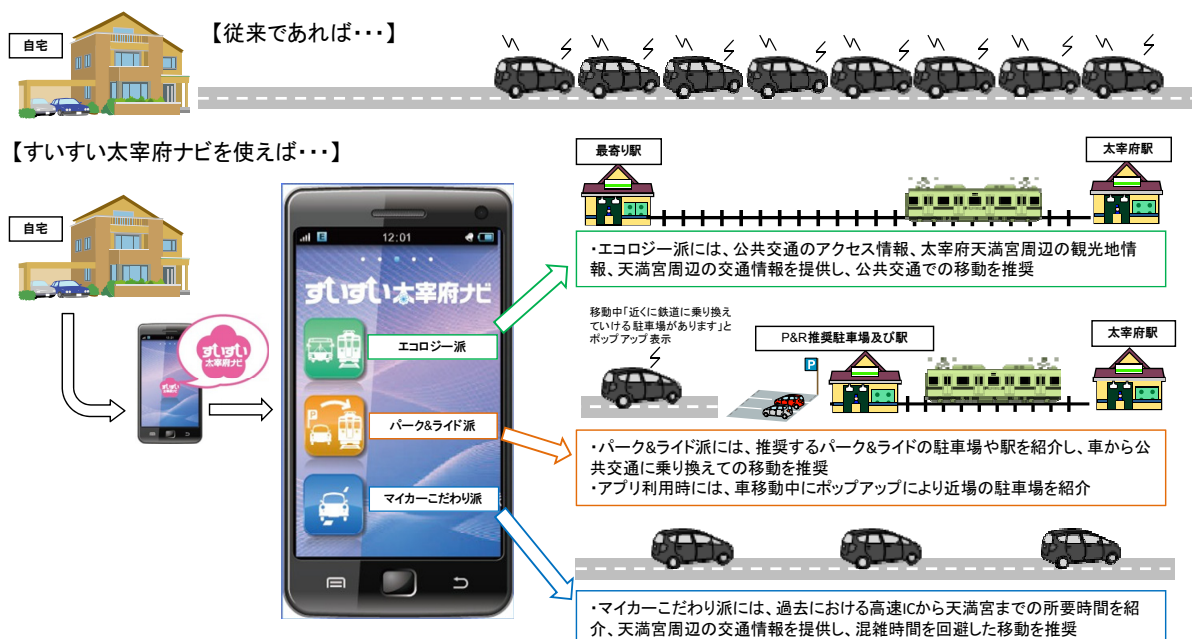 【従来であれば・・・】
自宅
【すいすい太宰府ナビを使えば・・・】
自宅
すいすい
太宰府ナビ
12:01
すいすい太宰府ナビ
エコロジー派
パーク&ライド派
マイカーこだわり派
最寄り駅
太宰府駅
・エコロジー派には、公共交通のアクセス情報、太宰府天満宮周辺の観光地情
報、天満宮周辺の交通情報を提供し、公共交通での移動を推奨
移動中「近くに鉄道に乗り換え
ていける駐車場があります」と
ポップアップ表示
P&R推奨駐車場及び駅
P
太宰府駅
・パーク&ライド派には、推奨するパーク&ライドの駐車場や駅を紹介し、車から公
共交通に乗り換えての移動を推奨
・アプリ利用時には、車移動中にポップアップにより近場の駐車場を紹介
・マイカーこだわり派には、過去における高速ICから天満宮までの所要時間を紹
介、天満宮周辺の交通情報を提供し、混雑時間を回避した移動を推奨